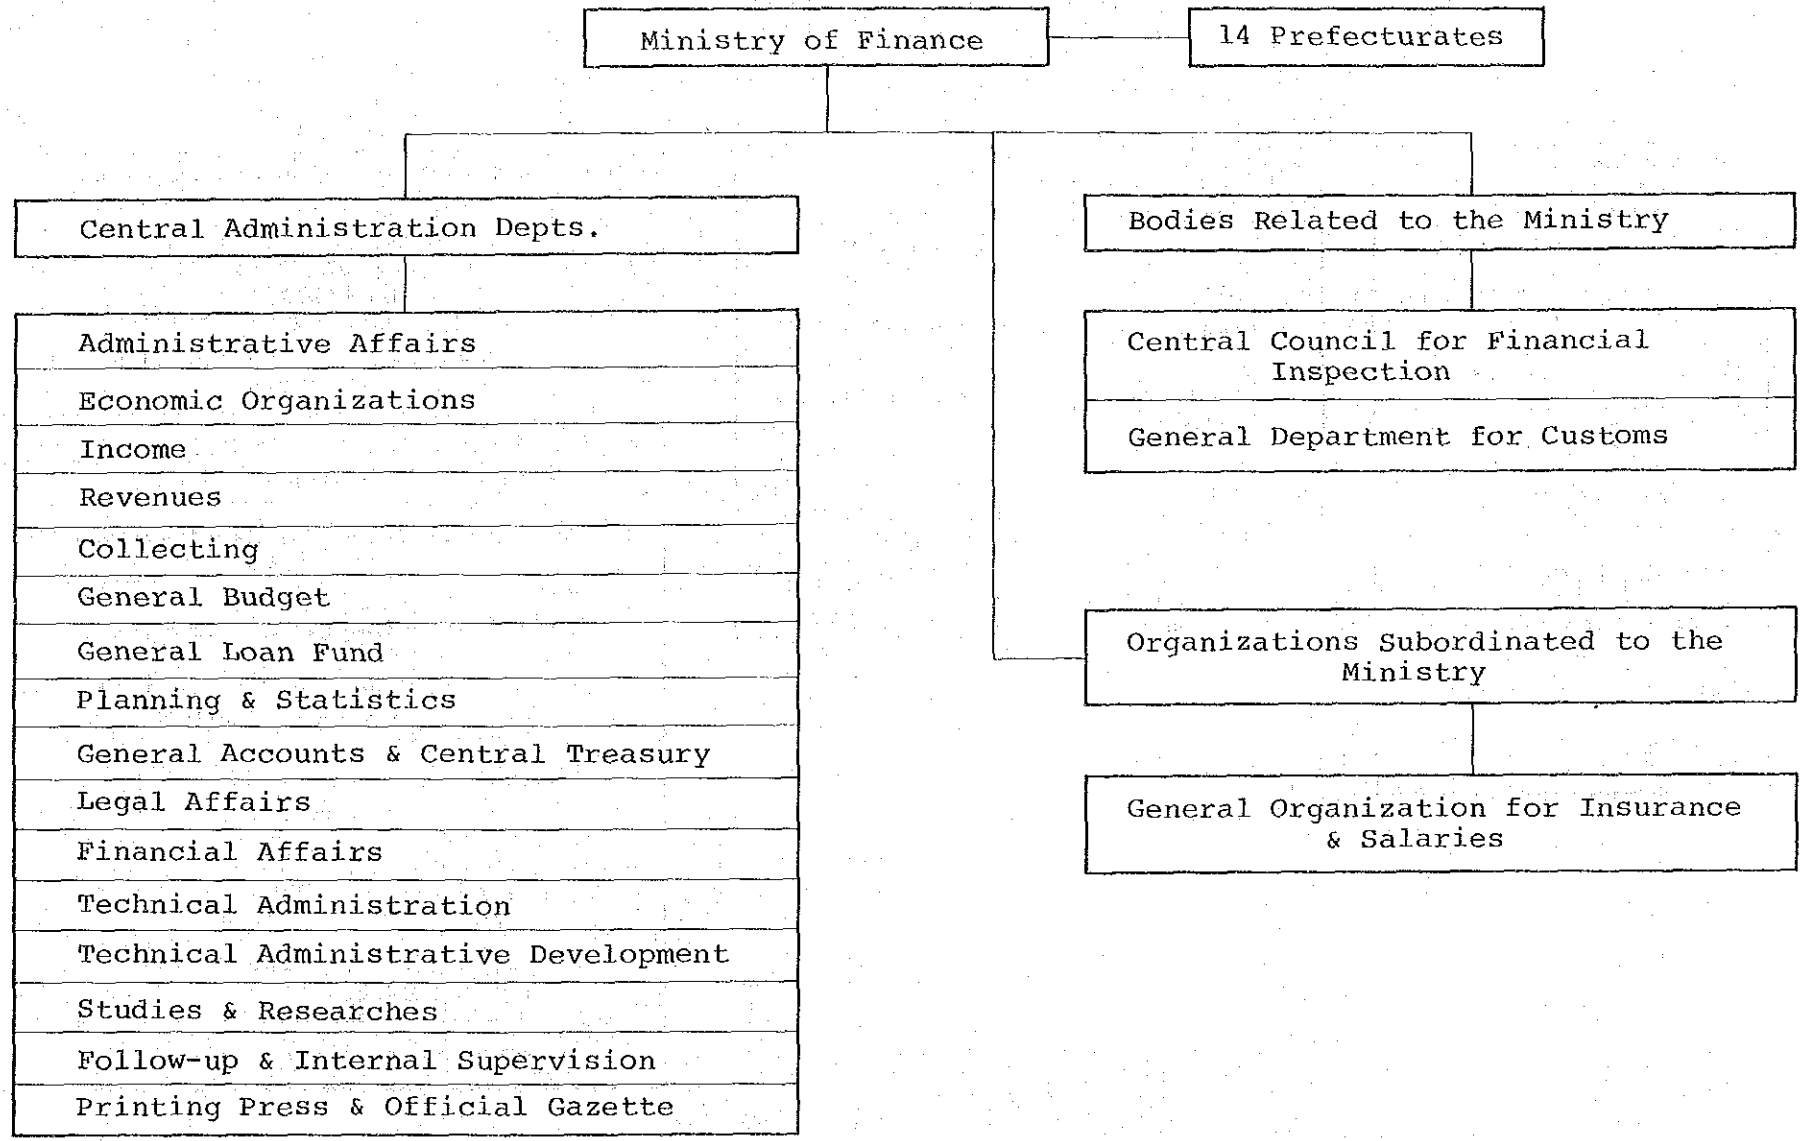 Ministry of Finance
14 Prefecturates
Central Administration Depts.
Administrative Affairs
Economic Organizations
Income
Revenues
Collecting
General Budget
General Loan Fund
Planning & Statistics
General Accounts & Central Treasury
Legal Affairs
Financial Affairs
Technical Administration
Technical Administrative Development
Studies & Researches
Follow-up & Internal Supervision
Printing Press & Official Gazette
Bodies Related to the Ministry
Central Council for Financial
Inspection
General Department for Customs
Organizations Subordinated to the
Ministry
General Organization for Insurance
& Salaries